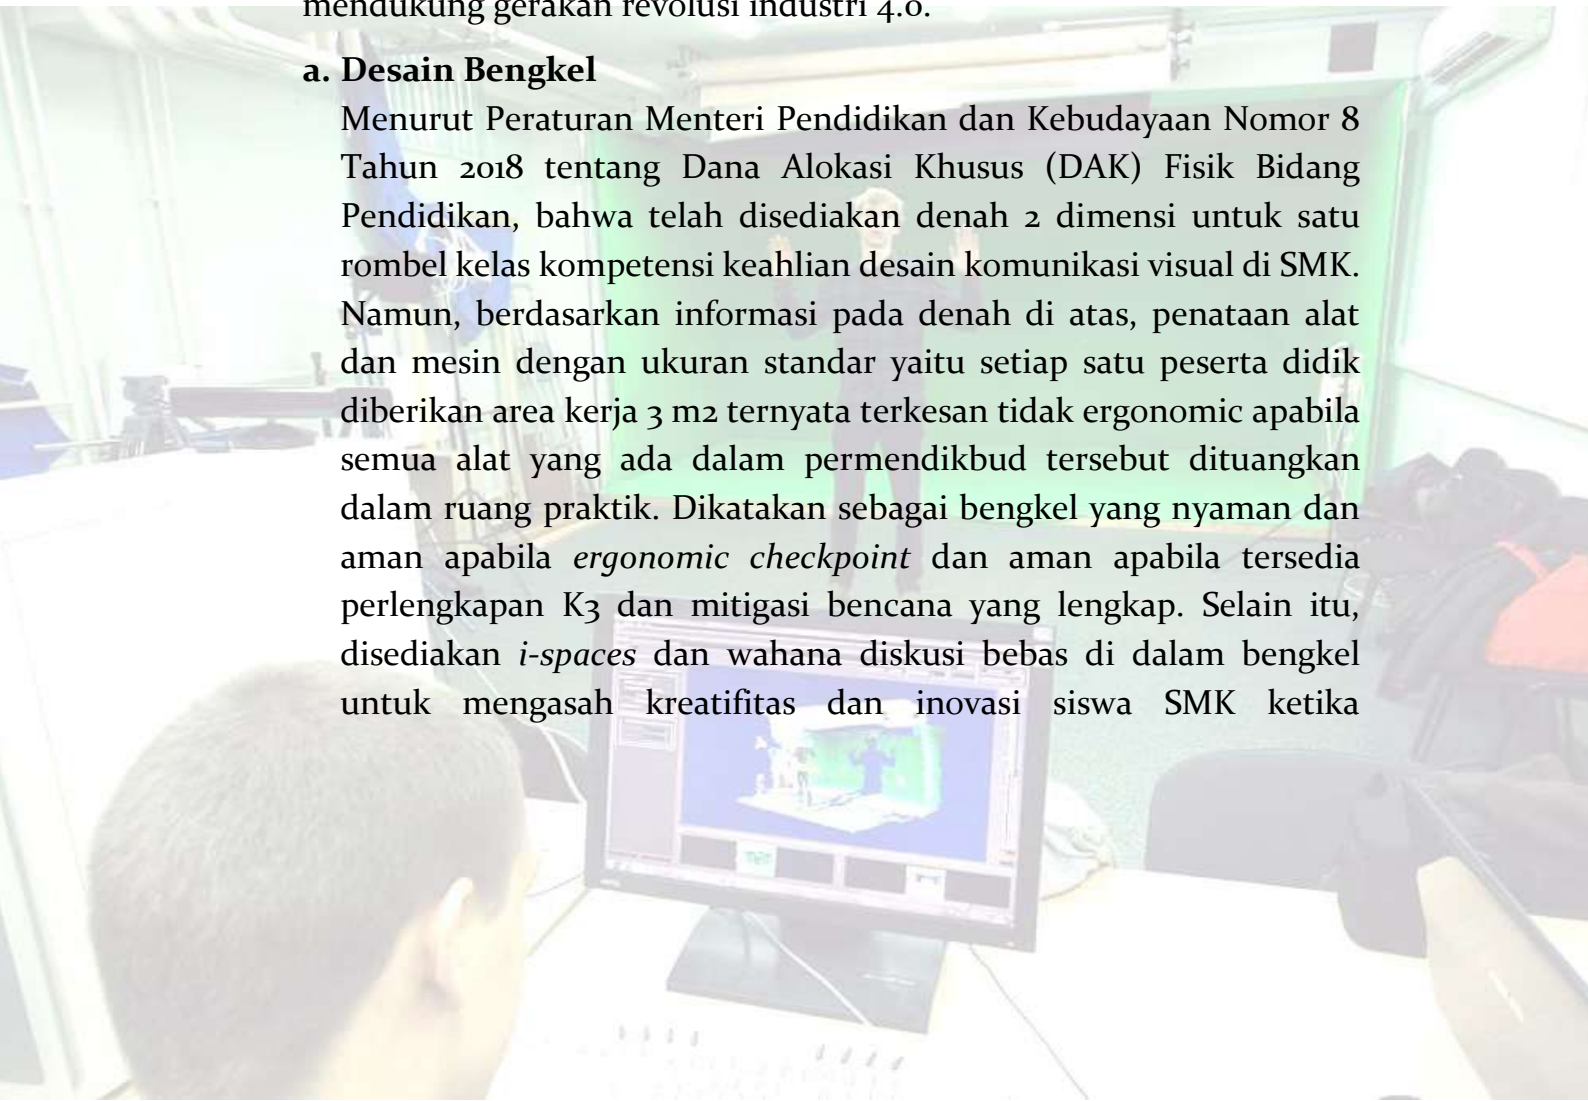 mendukung gerakan revolusi industri 4.0.
a. Desain Bengkel
Menurut Peraturan Menteri Pendidikan dan Kebudayaan Nomor 8
Tahun 2018 tentang Dana Alokasi Khusus (DAK) Fisik Bidang
Pendidikan, bahwa telah disediakan denah 2 dimensi untuk satu
rombel kelas kompetensi keahlian desain komunikasi visual di SMK.
Namun, berdasarkan informasi pada denah di atas, penataan alat
dan mesin dengan ukuran standar yaitu setiap satu peserta didik
diberikan area kerja 3 m2 ternyata terkesan tidak ergonomic apabila
semua alat yang ada dalam permendikbud tersebut dituangkan
dalam ruang praktik. Dikatakan sebagai bengkel yang nyaman dan
aman apabila ergonomic checkpoint dan aman apabila tersedia
perlengkapan K3 dan mitigasi bencana yang lengkap. Selain itu,
disediakan i-spaces dan wahana diskusi bebas di dalam bengkel
untuk mengasah kreatifitas dan inovasi siswa SMK ketika